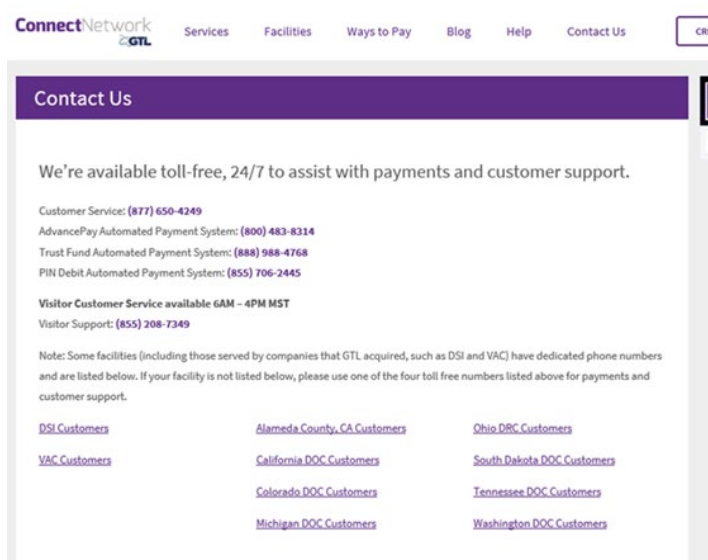 ConnectNetwork
GTL
Services Facilities Ways to Pay Blog Help Contact Us
Contact Us
We're available toll-free, 24/7 to assist with payments and customer support.
Customer Service: (877) 650-4249
AdvancePay Automated Payment System: (800) 483-8314
Trust Fund Automated Payment System: (888) 988-4768
PIN Debit Automated Payment System: (855) 706-2445
Visitor Customer Service available 6AM – 4PM MST
Visitor Support: (855) 208-7349
Note: Some facilities (including those served by companies that GTL acquired, such as DSI and VAC) have dedicated phone numbers
and are listed below. If your facility is not listed below, please use one of the four toll free numbers listed above for payments and
customer support.
DSI Customers Alameda County, CA Customers Ohio DRC Customers
VAC Customers California DOC Customers South Dakota DOC Customers
Colorado DOC Customers Tennessee DOC Customers
Michigan DOC Customers Washington DOC Customers